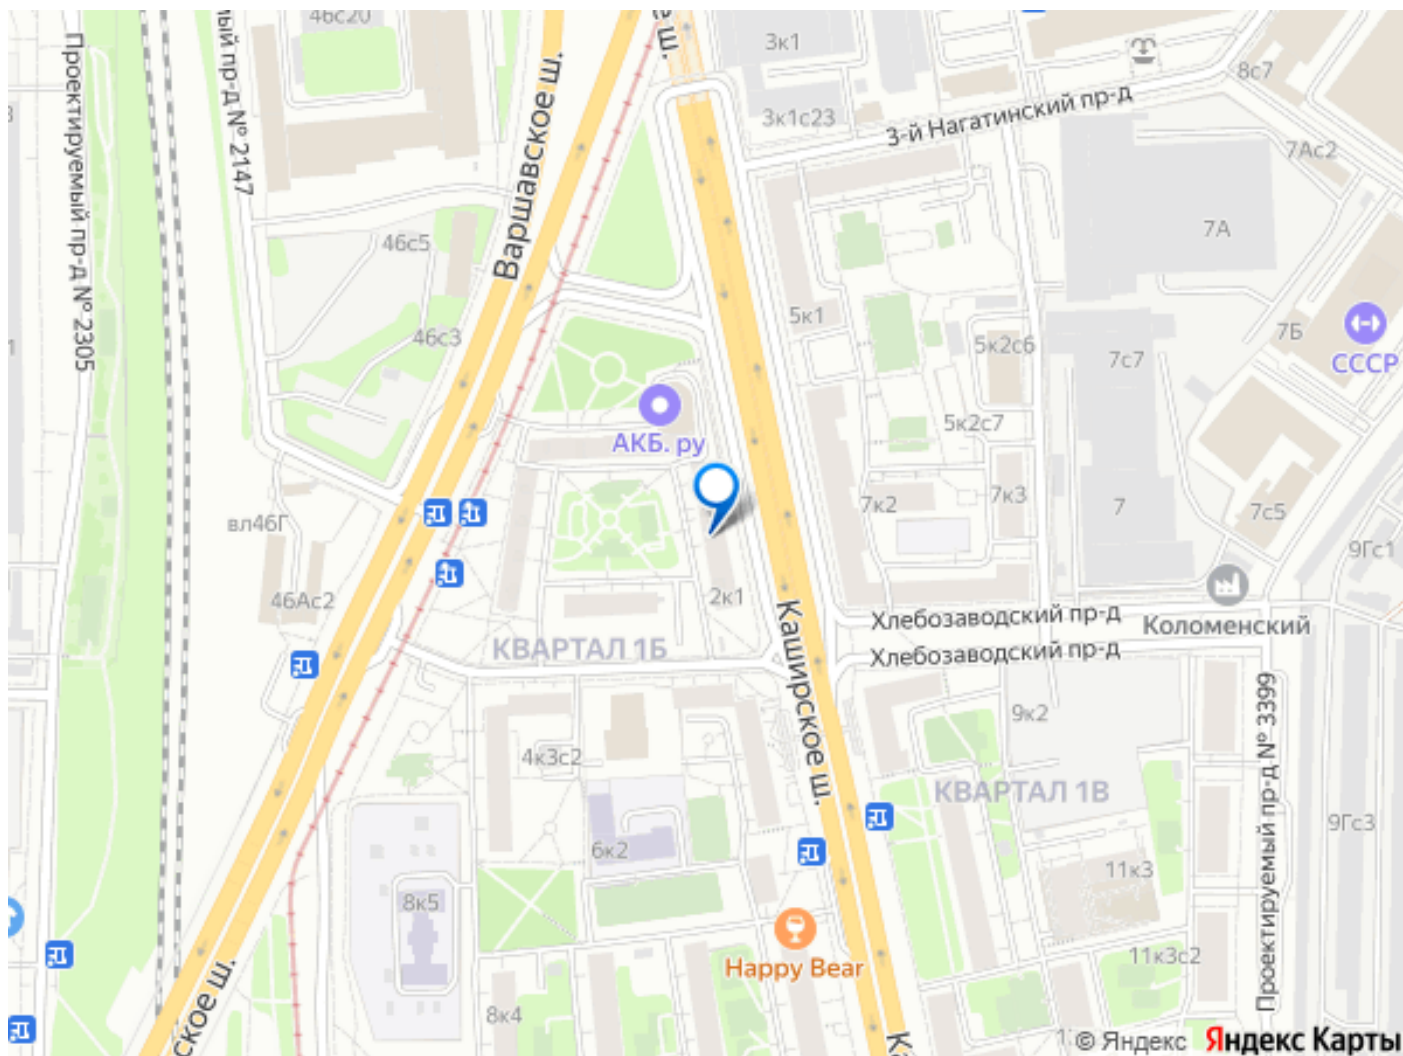 46с20
Проектируемый пр-д № 2305
ый пр-д № 2147
Варшавское ш.
е ш.
3к1
3к1с23
3-й Нагатинский пр-д
8с7
7Ас2
7А
46с5
46с3
5к1
5к2с6
7с7
7Б
СССР
АКБ. ру
5к2с7
7к2
7к3
7
7с5
9Гс1
вл46Г
46Ас2
2к1
КВАРТАЛ 1Б
Каширское ш.
Хлебозаводский пр-д
Хлебозаводский пр-д
Коломенский
9к2
4к3с2
КВАРТАЛ 1В
Проектируемый пр-д № 3399
9Гс3
6к2
8к5
11к3
Happy Bear
11к3с2
8к4
ское ш.
К
© Яндекс Яндекс Карты